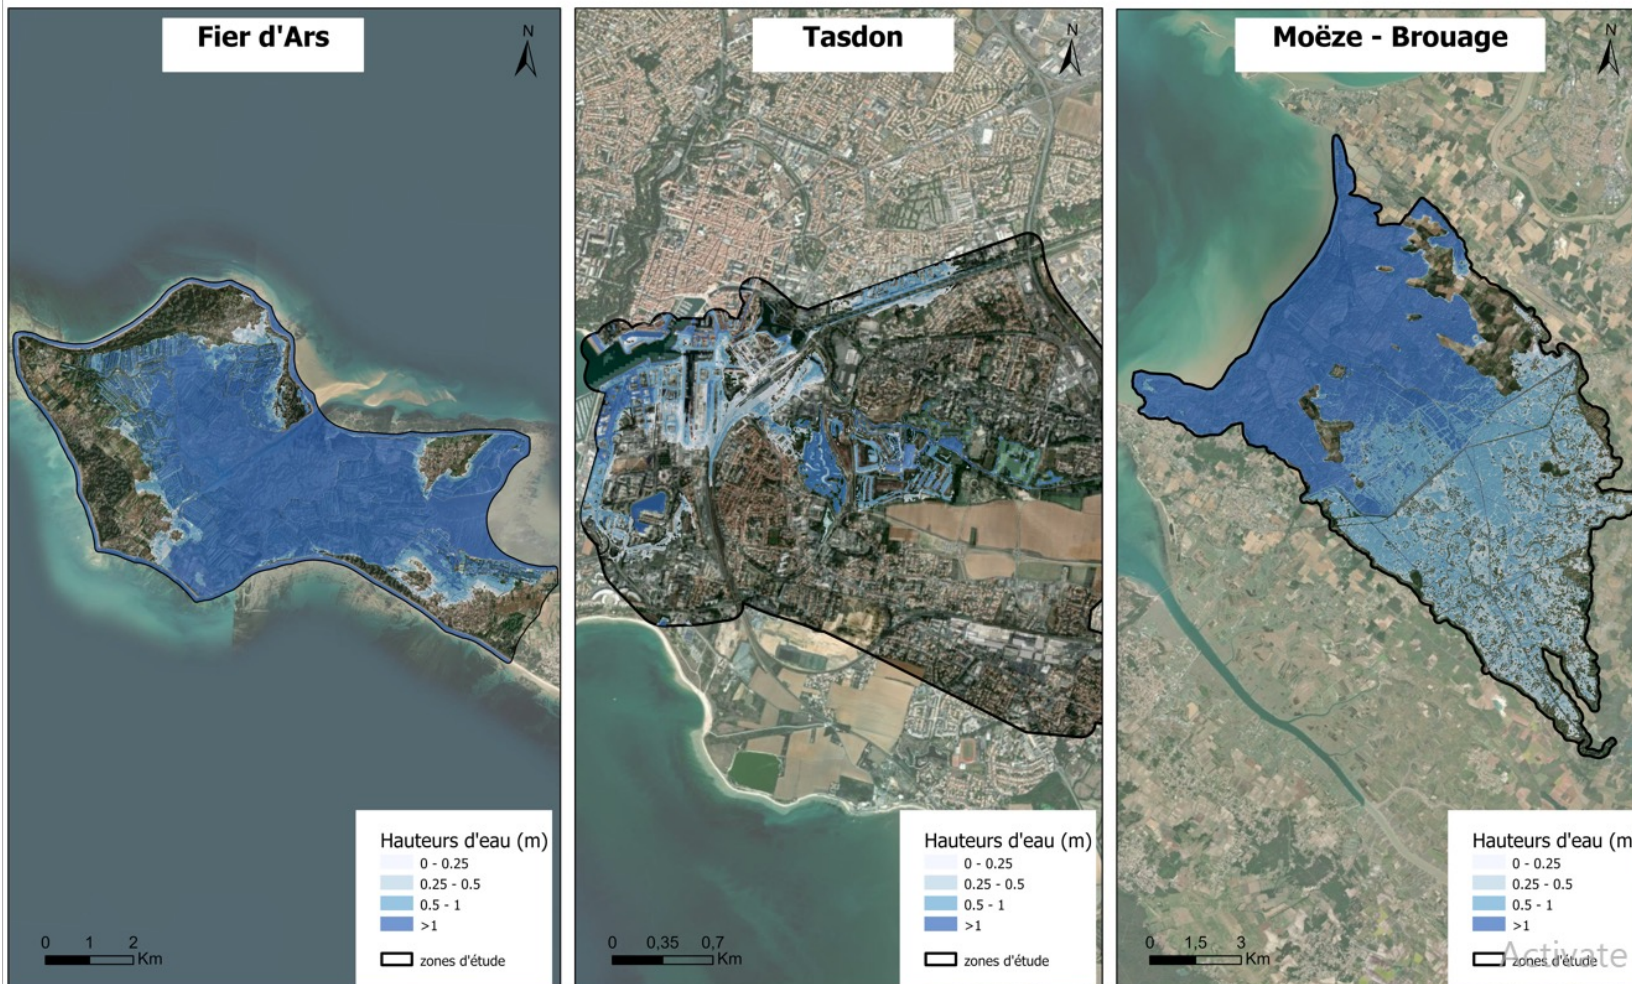 Fier d'Ars
N
Hauteurs d'eau (m)
0 - 0.25
0.25 - 0.5
0.5 - 1
>1
zones d'étude
0 1 2
Km
Tasdon
N
Hauteurs d'eau (m)
0 - 0.25
0.25 - 0.5
0.5 - 1
>1
zones d'étude
0 0,35 0,7
Km
Moëze - Brouage
N
Hauteurs d'eau (m
0 - 0.25
0.25 - 0.5
0.5 - 1
>1
zones d'étude
0 1,5 3
Km
Activate